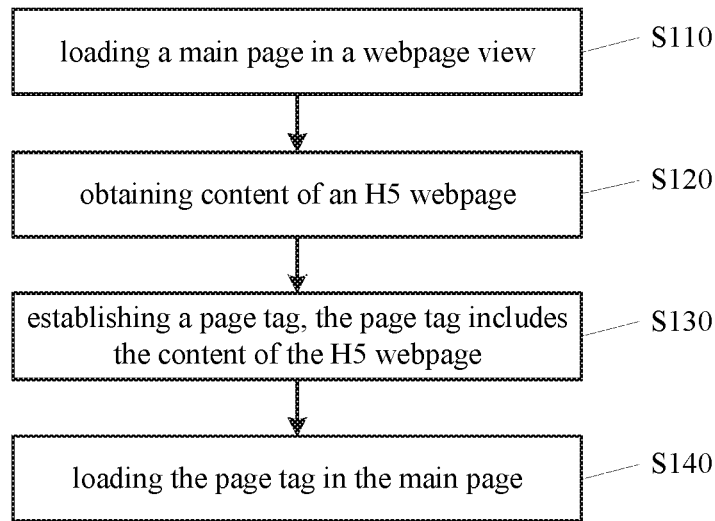 loading a main page in a webpage view
S110
obtaining content of an H5 webpage
S120
establishing a page tag, the page tag includes
the content of the H5 webpage
S130
loading the page tag in the main page
S140